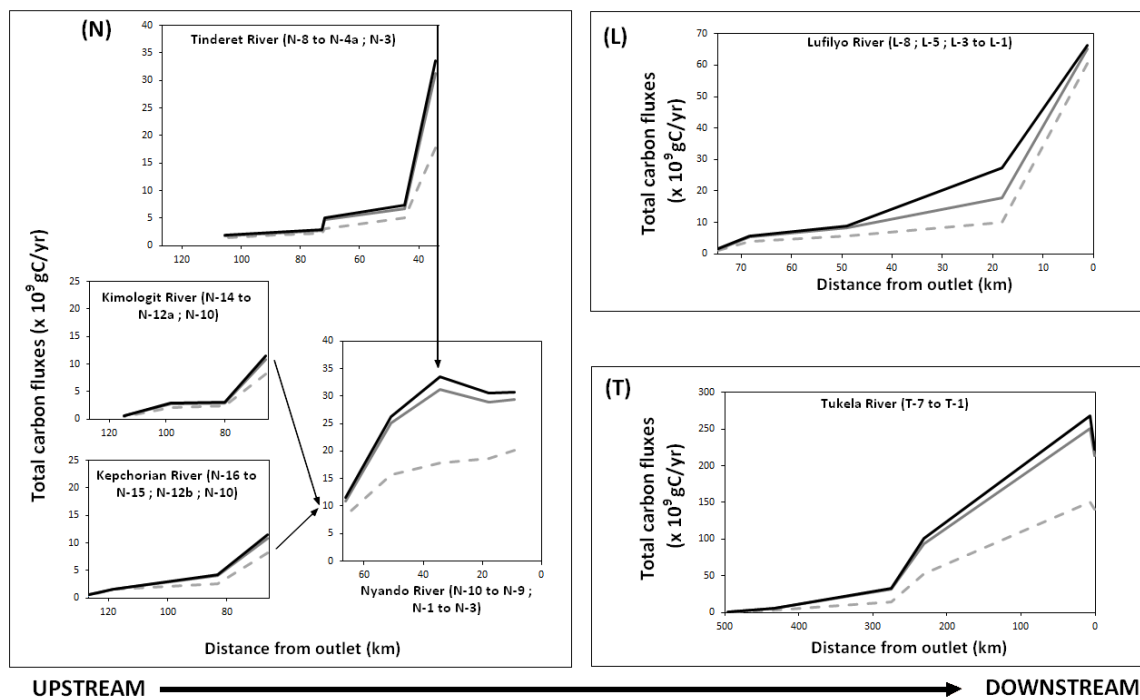 (N)
Tinderet River (N-8 to N-4a ; N-3)
40
35
30
25
20
15
10
5
0
120 100 80 60 40
Total carbon fluxes (x 10⁹ gC/yr)
Kimologit River (N-14 to
N-12a ; N-10)
25
20
15
10
5
0
120 100 80
Kepchorian River (N-16 to
N-15 ; N-12b ; N-10)
25
20
15
10
5
0
120 100 80
40
35
30
25
20
15
10
5
0
60 40 20 0
Nyando River (N-10 to N-9 ;
N-1 to N-3)
Distance from outlet (km)
(L)
Lufilyo River (L-8 ; L-5 ; L-3 to L-1)
Total carbon fluxes
(x 10⁹ gC/yr)
70
60
50
40
30
20
10
0
70 60 50 40 30 20 10 0
Distance from outlet (km)
(T)
Tukela River (T-7 to T-1)
Total carbon fluxes
(x 10⁹ gC/yr)
300
250
200
150
100
50
0
500 400 300 200 100 0
Distance from outlet (km)
UPSTREAM DOWNSTREAM